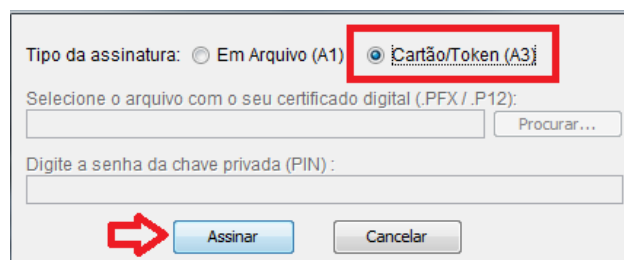 Tipo da assinatura: Em Arquivo (A1) Cartão/Token (A3)
Selecione o arquivo com o seu certificado digital (.PFX / .P12):
Procurar...
Digite a senha da chave privada (PIN) :
Assinar Cancelar